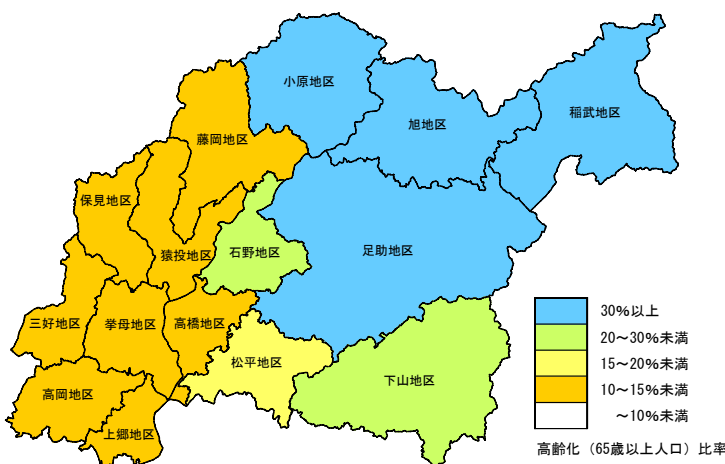 小原地区
稲武地区
旭地区
藤岡地区
保見地区
足助地区
石野地区
猿投地区
三好地区
挙母地区
高橋地区
松平地区
下山地区
高岡地区
上郷地区
30%以上
20～30%未満
15～20%未満
10～15%未満
～10%未満
高齢化（65歳以上人口）比率